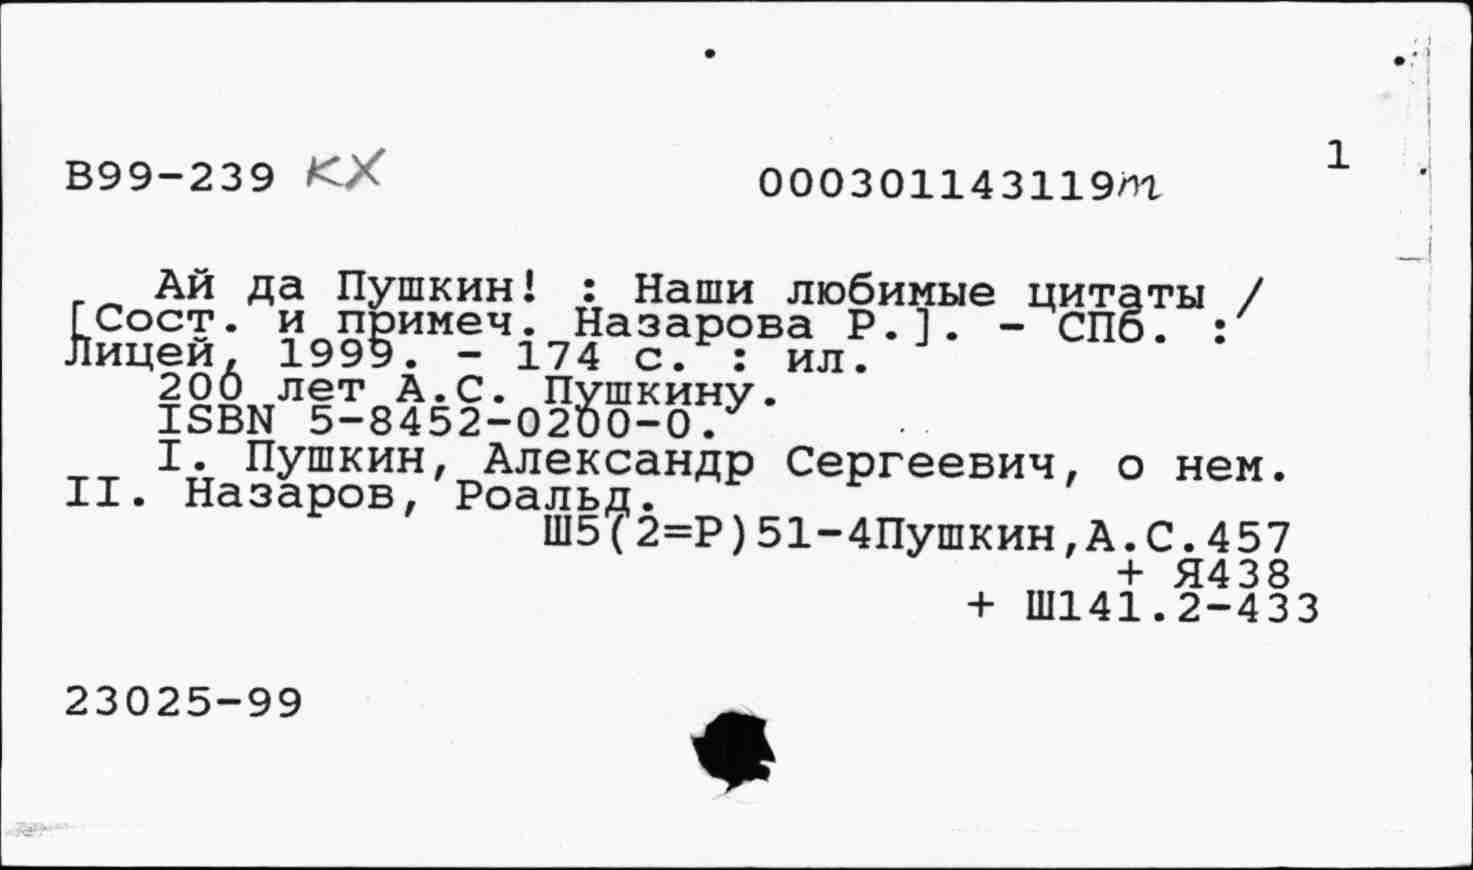 1
В99-239 КХ 000301143119т
Ай да Пушкин! : Наши любимые цитаты /
[Сост. и примеч. Назарова Р.]. - СПб. :
Лицей, 1999. - 174 с. : ил.
200 лет А.С. Пушкину.
ISBN 5-8452-0200-0.
I. Пушкин, Александр Сергеевич, о нем.
II. Назаров, Роальд.
Ш5(2=Р)51-4Пушкин,А.С.457
+ Я438
+ Ш141.2-433
23025-99